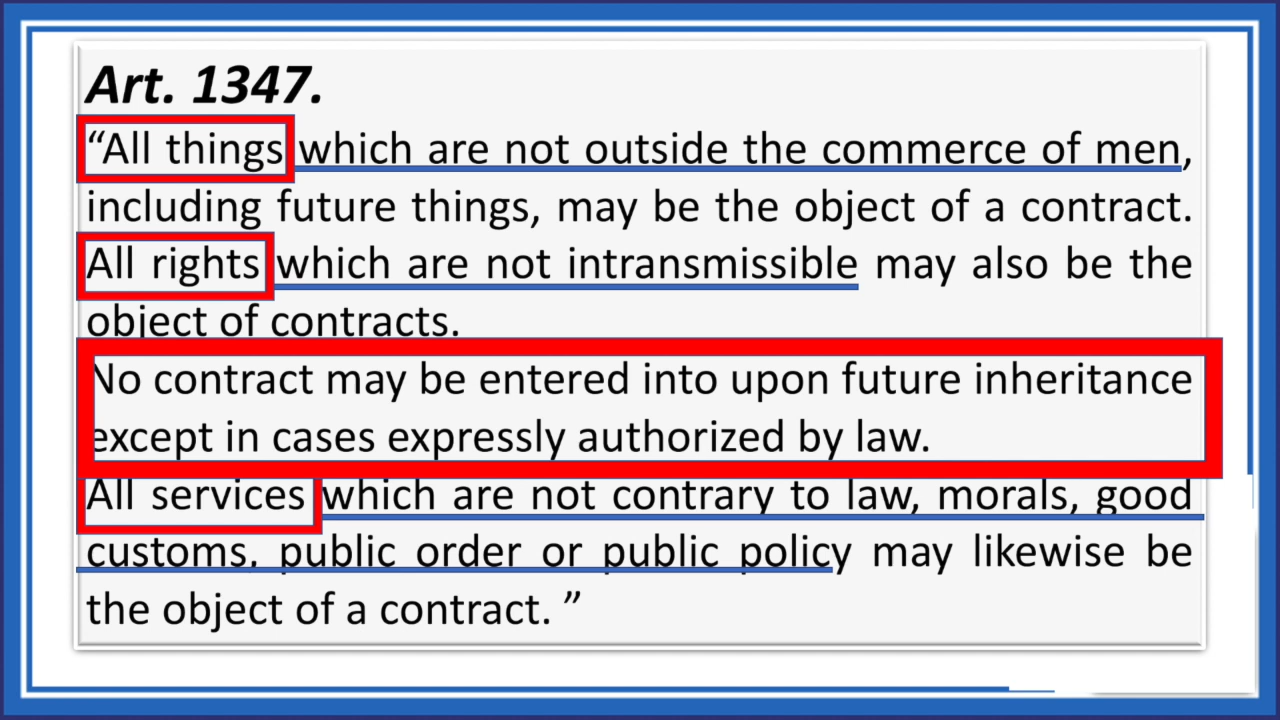 Art. 1347.
“All things which are not outside the commerce of men,
including future things, may be the object of a contract.
All rights which are not intransmissible may also be the
object of contracts.
No contract may be entered into upon future inheritance
except in cases expressly authorized by law.
All services which are not contrary to law, morals, good
customs, public order or public policy may likewise be
the object of a contract. ”